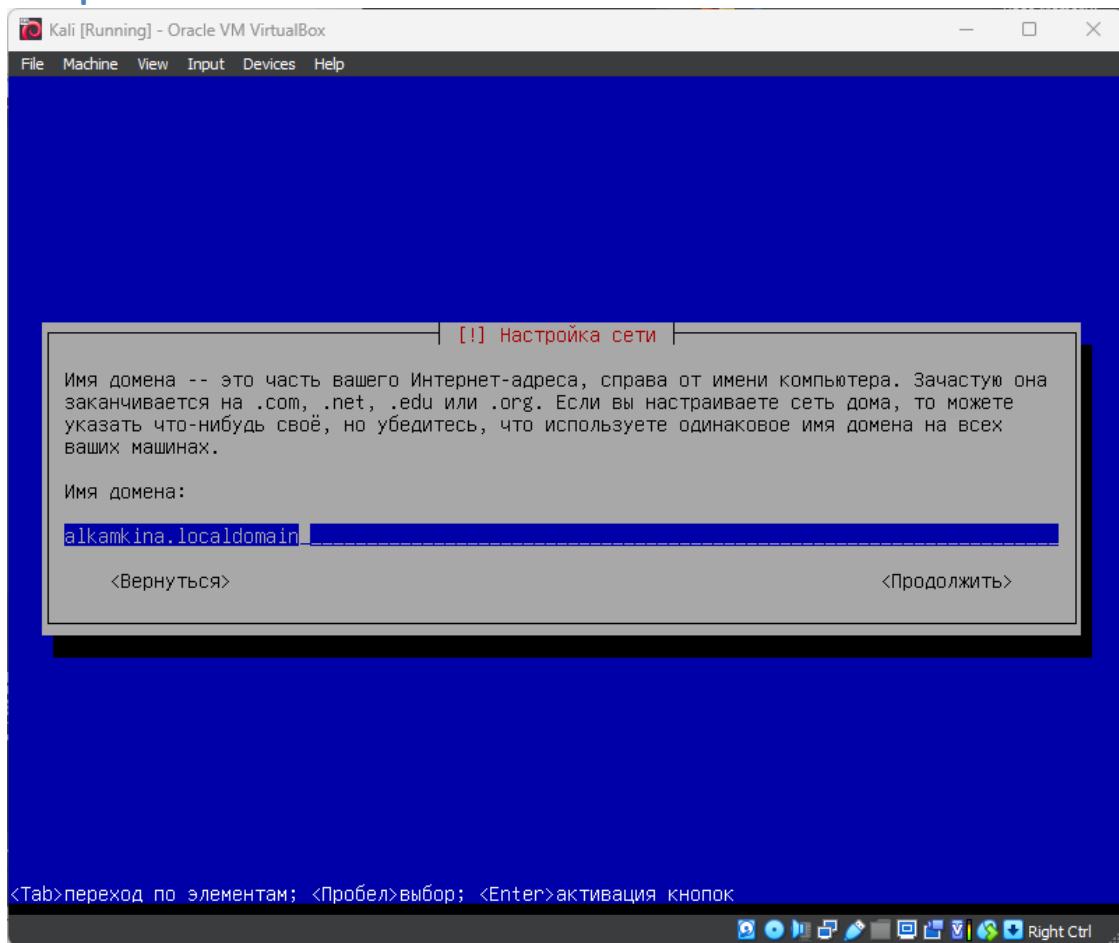 Kali [Running] - Oracle VM VirtualBox
File Machine View Input Devices Help
[!] Настройка сети
Имя домена -- это часть вашего Интернет-адреса, справа от имени компьютера. Зачастую она
заканчивается на .com, .net, .edu или .org. Если вы настраиваете сеть дома, то можете
указать что-нибудь своё, но убедитесь, что используете одинаковое имя домена на всех
ваших машинах.
Имя домена:
alkamkina.localdomain
<Вернуться> <Продолжить>
<Tab>переход по элементам; <Пробел>выбор; <Enter>активация кнопок
Right Ctrl